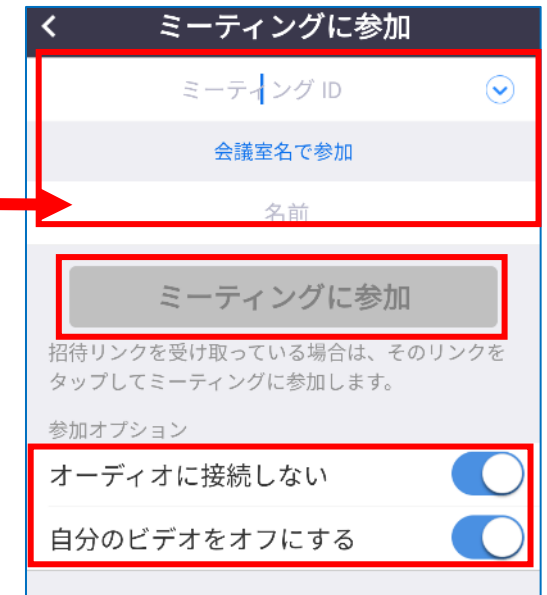 ミーティングに参加
ミーティング ID
会議室名で参加
名前
ミーティングに参加
招待リンクを受け取っている場合は、そのリンクを
タップしてミーティングに参加します。
参加オプション
オーディオに接続しない
自分のビデオをオフにする